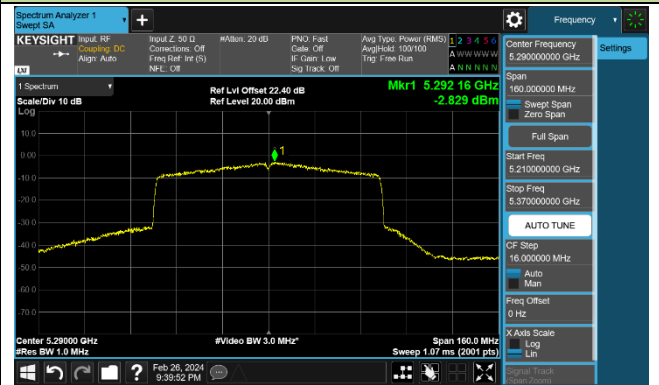 Spectrum Analyzer 1
Swept SA
Frequency
KEYSIGHT
Input: RF
Coupling: DC
Align: Auto
Input Z: 50 Ω
Corrections: Off
Freq Ref: Int (S)
NFE: Off
#Atten: 20 dB
PNO: Fast
Gate: Off
IF Gain: Low
Sig Track: Off
Avg Type: Power (RMS)
Avg|Hold: 100/100
Trig: Free Run
1 2 3 4 5 6
A W W W W W
A N N N N N
LXI
1 Spectrum
Scale/Div 10 dB
Log
Ref Lvl Offset 22.40 dB
Ref Level 20.00 dBm
Mkr1 5.292 16 GHz
-2.829 dBm
10.0
0.00
-10.0
-20.0
-30.0
-40.0
-50.0
-60.0
-70.0
1
Center 5.29000 GHz
#Res BW 1.0 MHz
#Video BW 3.0 MHz*
Span 160.0 MHz
Sweep 1.07 ms (2001 pts)
Feb 26, 2024
9:39:52 PM
Center Frequency
5.290000000 GHz
Settings
Span
160.000000 MHz
Swept Span
Zero Span
Full Span
Start Freq
5.210000000 GHz
Stop Freq
5.370000000 GHz
AUTO TUNE
CF Step
16.000000 MHz
Auto
Man
Freq Offset
0 Hz
X Axis Scale
Log
Lin
Signal Track
(Span Zoom)